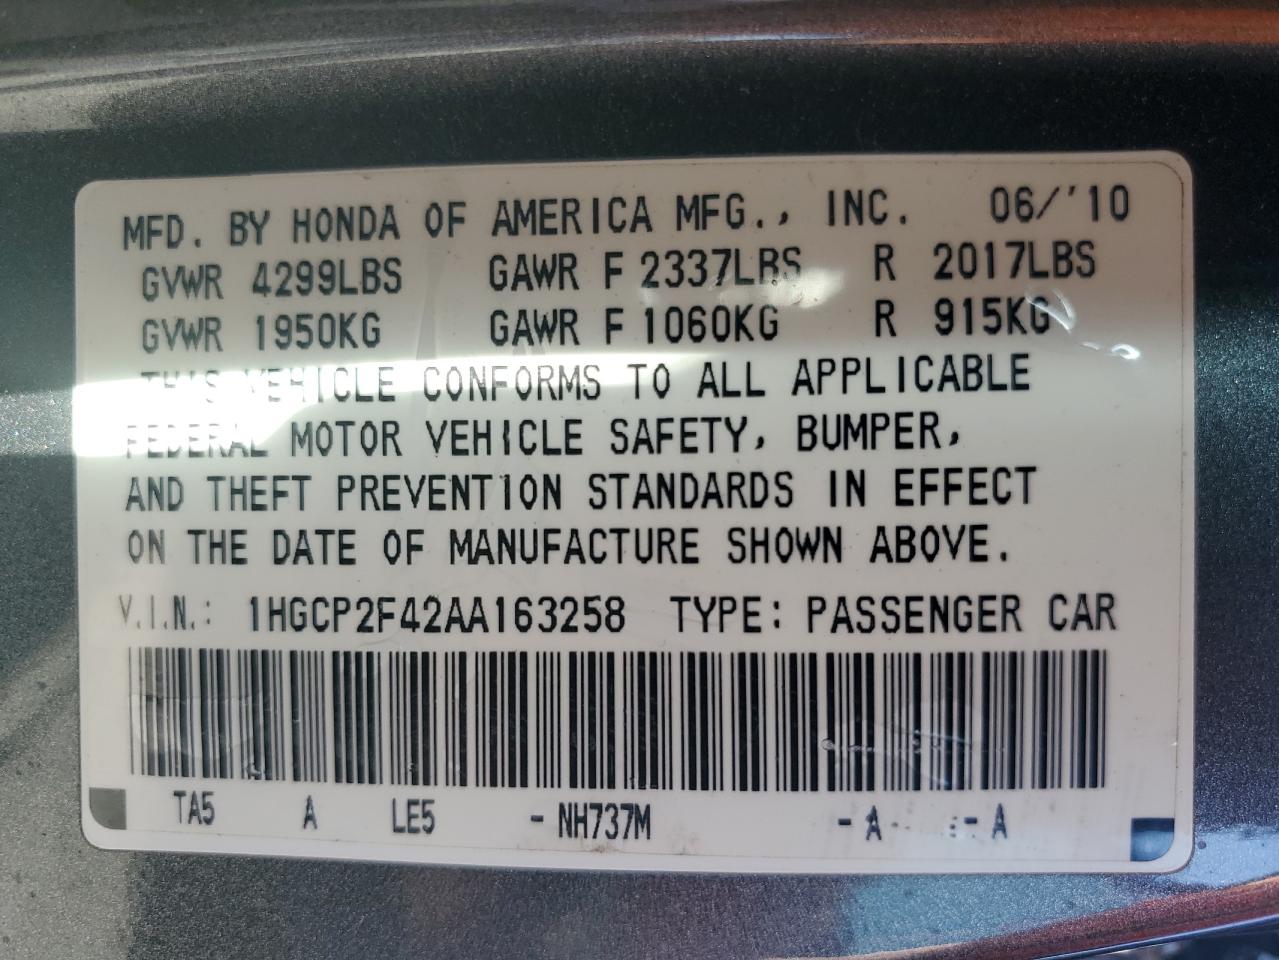 MFD. BY HONDA OF AMERICA MFG., INC. 06/'10
GVWR 4299LBS GAWR F 2337LBS R 2017LBS
GVWR 1950KG GAWR F 1060KG R 915KG
THIS VEHICLE CONFORMS TO ALL APPLICABLE
FEDERAL MOTOR VEHICLE SAFETY, BUMPER,
AND THEFT PREVENTION STANDARDS IN EFFECT
ON THE DATE OF MANUFACTURE SHOWN ABOVE.
V.I.N.: 1HGCP2F42AA163258 TYPE: PASSENGER CAR
TA5 A LE5 - NH737M - A - A